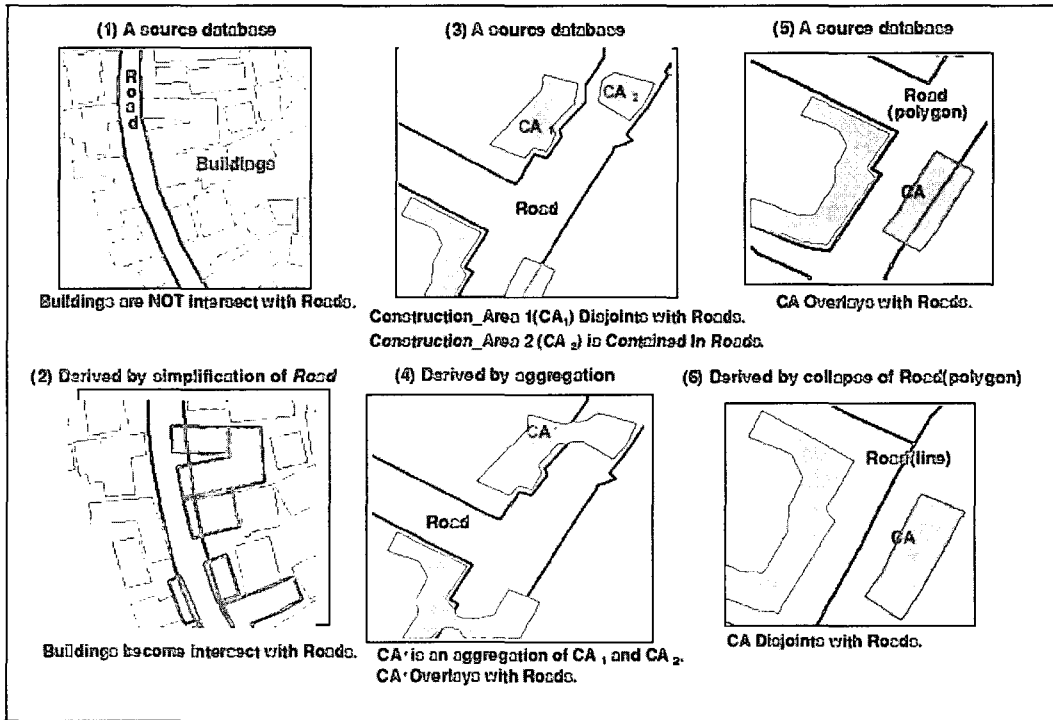 (1) A source database
Road
Buildings
Buildings are NOT intersect with Roads.
(2) Derived by simplification of Road
Buildings become intersect with Roads.
(3) A source database
CA 2
CA 1
Road
Construction_Area 1(CA1) Disjoints with Roads.
Construction_Area 2 (CA 2) is Contained In Roads.
(4) Derived by aggregation
CA'
Road
CA' is an aggregation of CA 1 and CA 2.
CA' Overlays with Roads.
(5) A source database
Road
(polygon)
CA
CA Overlays with Roads.
(6) Derived by collapse of Road(polygon)
Road(line)
CA
CA Disjoints with Roads.